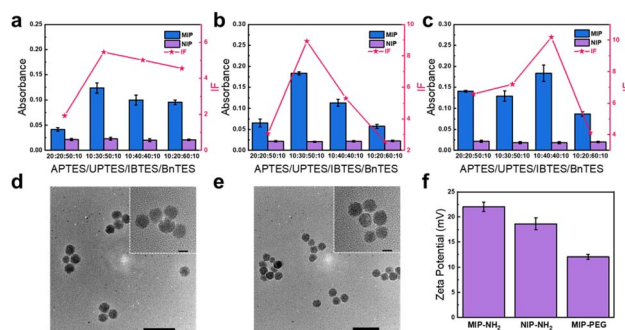 a
0.30
0.25
0.20
0.15
0.10
0.05
0.00
Absorbance
MIP
NIP
IF
6
4
2
0
IF
20:20:50:10 10:30:50:10 10:40:40:10 10:20:60:10
APTES/UPTES/IBTES/BnTES
b
0.30
0.25
0.20
0.15
0.10
0.05
0.00
Absorbance
MIP
NIP
IF
10
8
6
4
2
IF
20:20:50:10 10:30:50:10 10:40:40:10 10:20:60:10
APTES/UPTES/IBTES/BnTES
c
0.30
0.25
0.20
0.15
0.10
0.05
0.00
Absorbance
MIP
NIP
IF
10
8
6
4
IF
20:20:50:10 10:30:50:10 10:40:40:10 10:20:60:10
APTES/UPTES/IBTES/BnTES
d
e
f
25
20
15
10
5
0
Zeta Potential (mV)
MIP-NH₂ NIP-NH₂ MIP-PEG